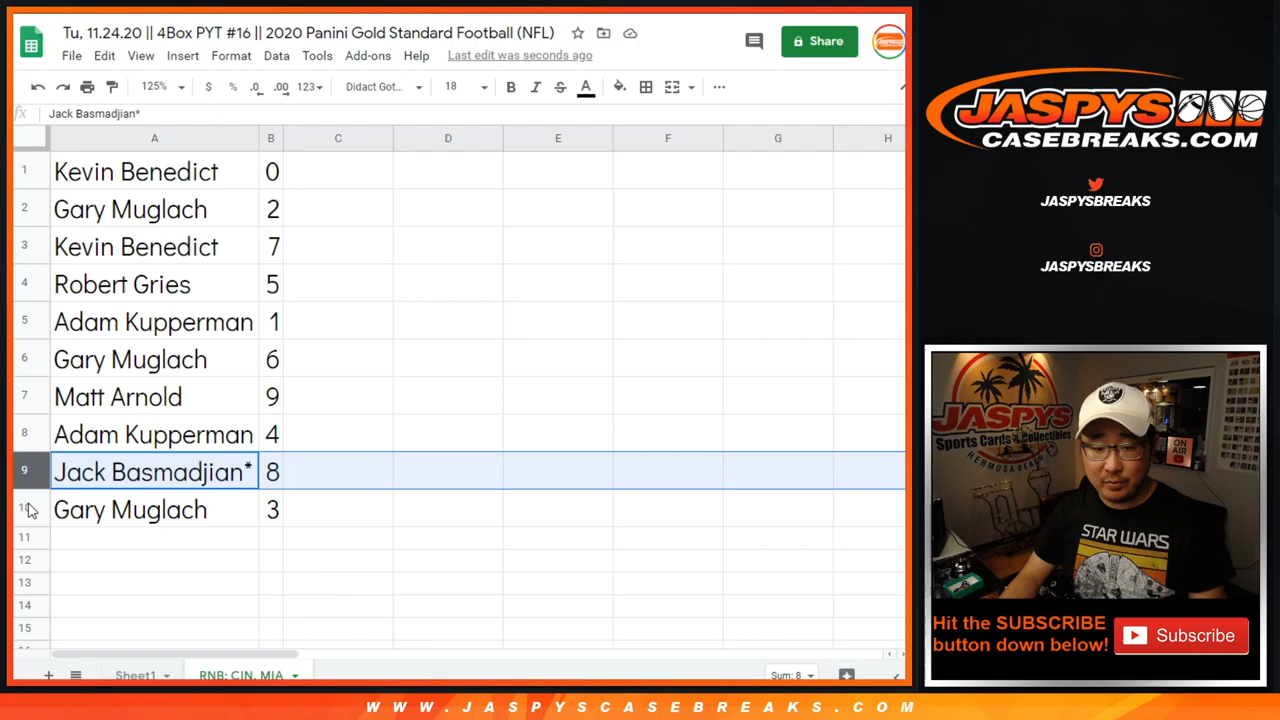 Tu, 11.24.20 || 4Box PYT #16 || 2020 Panini Gold Standard Football (NFL)
File Edit View Insert Format Data Tools Add-ons Help Last edit was seconds ago
Share
125% $ % .0 .00 123 Didact Got... 18 B I S A
fx Jack Basmadjian*
A B C D E F G H
1 Kevin Benedict 0
2 Gary Muglach 2
3 Kevin Benedict 7
4 Robert Gries 5
5 Adam Kupperman 1
6 Gary Muglach 6
7 Matt Arnold 9
8 Adam Kupperman 4
9 Jack Basmadjian* 8
10 Gary Muglach 3
11
12
13
14
15
Sheet1 RNB: CIN, MIA Sum: 8
JASPYS
CASEBREAKS.COM
JASPYSBREAKS
JASPYSBREAKS
JASPYS
Sports Cards & Collectibles
HERMOSA BEACH
ON AIR
STAR WARS
Hit the SUBSCRIBE
button down below!
Subscribe
WWW.JASPYSCASEBREAKS.COM